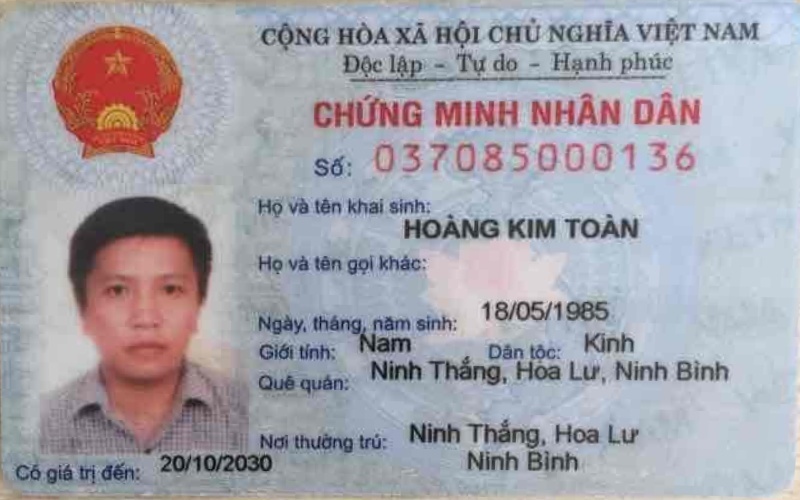 CỘNG HÒA XÃ HỘI CHỦ NGHĨA VIỆT NAM
Độc lập - Tự do - Hạnh phúc
CHỨNG MINH NHÂN DÂN
Số: 037085000136
Họ và tên khai sinh:
HOÀNG KIM TOÀN
Họ và tên gọi khác:
Ngày, tháng, năm sinh: 18/05/1985
Giới tính: Nam Dân tộc: Kinh
Quê quán: Ninh Thắng, Hoa Lư, Ninh Bình
Nơi thường trú: Ninh Thắng, Hoa Lư
Ninh Bình
Có giá trị đến: 20/10/2030